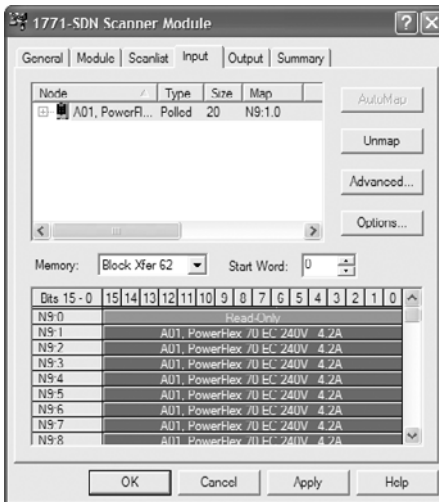 1771-SDN Scanner Module
General Module Scanlist Input Output Summary
Node Type Size Map
A01, PowerFl... Polled 20 N9:1.0
AutoMap
Unmap
Advanced...
Options...
Memory: Block Xfer 62 Start Word: 0
Bits 15 - 0 15 14 13 12 11 10 9 8 7 6 5 4 3 2 1 0
N9:0 Read-Only
N9:1 A01, PowerFlex 70 EC 240V 4.2A
N9:2 A01, PowerFlex 70 EC 240V 4.2A
N9:3 A01, PowerFlex 70 EC 240V 4.2A
N9:4 A01, PowerFlex 70 EC 240V 4.2A
N9:5 A01, PowerFlex 70 EC 240V 4.2A
N9:6 A01, PowerFlex 70 EC 240V 4.2A
N9:7 A01, PowerFlex 70 EC 240V 4.2A
N9:8 A01, PowerFlex 70 EC 240V 4.2A
OK Cancel Apply Help